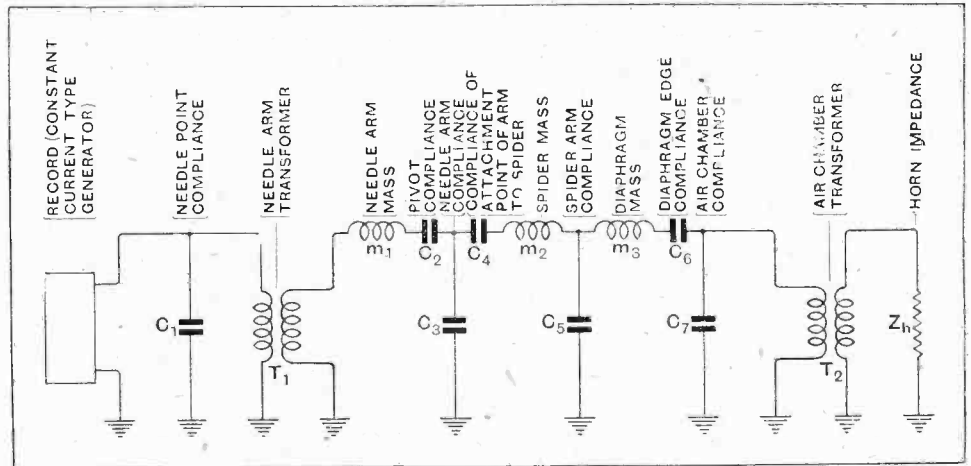 RECORD (CONSTANT
CURRENT TYPE
GENERATOR)
NEEDLE POINT
COMPLIANCE
NEEDLE ARM
TRANSFORMER
NEEDLE ARM
MASS
PIVOT
COMPLIANCE
NEEDLE ARM
COMPLIANCE
COMPLIANCE OF
ATTACHMENT
POINT OF ARM
TO SPIDER
SPIDER MASS
SPIDER ARM
COMPLIANCE
DIAPHRAGM
MASS
DIAPHRAGM EDGE
COMPLIANCE
AIR CHAMBER
COMPLIANCE
AIR CHAMBER
TRANSFORMER
HORN IMPEDANCE
m1
C2
C4
m2
m3
C6
C1
T1
C3
C5
C7
T2
Zh